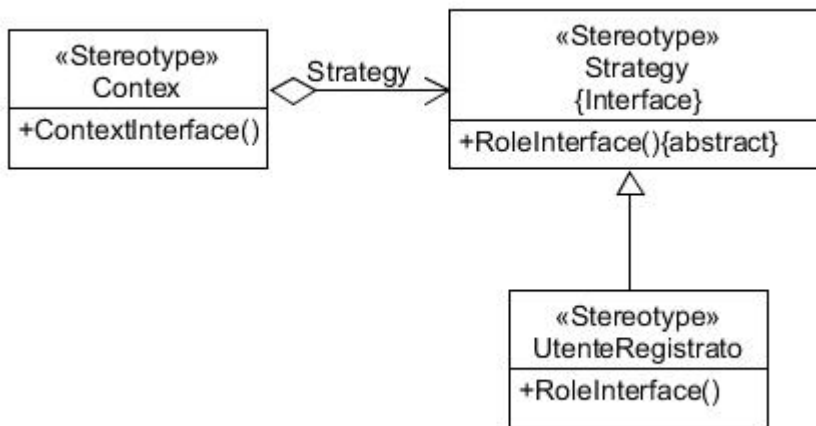 «Stereotype»
Contex
+ContextInterface()
Strategy
«Stereotype»
Strategy
{Interface}
+RoleInterface(){abstract}
«Stereotype»
UtenteRegistrato
+RoleInterface()